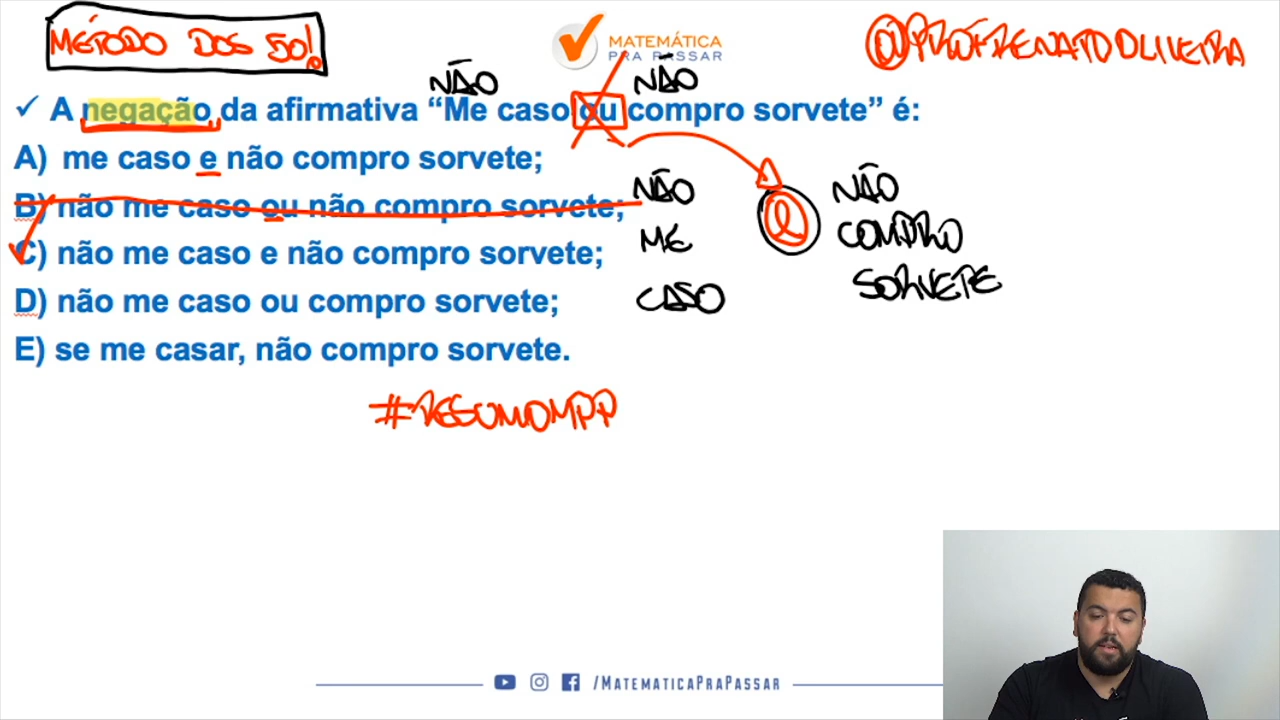 MÉTODO DOS 50!
MATEMÁTICA
PRA PASSAR
@PROFRENATOOLIVEIRA
NÃO NÃO
✓ A negação da afirmativa “Me caso ou compro sorvete” é:
A) me caso e não compro sorvete;
B) não me caso ou não compro sorvete;
C) não me caso e não compro sorvete;
D) não me caso ou compro sorvete;
E) se me casar, não compro sorvete.
NÃO
ME
CASO
e
NÃO
COMPRO
SORVETE
#RESUMOMPP
/MATEMATICAPRAPASSAR